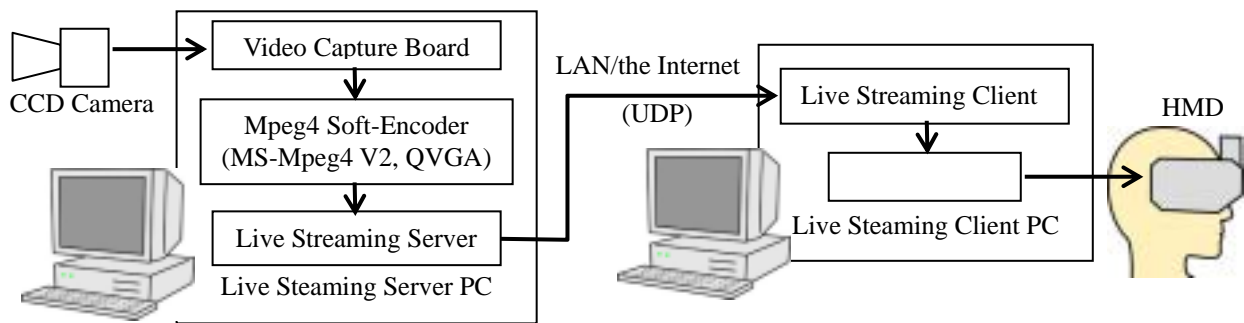 Video Capture Board
CCD Camera
Mpeg4 Soft-Encoder
(MS-Mpeg4 V2, QVGA)
Live Streaming Server
Live Steaming Server PC
LAN/the Internet
(UDP)
Live Streaming Client
Live Steaming Client PC
HMD